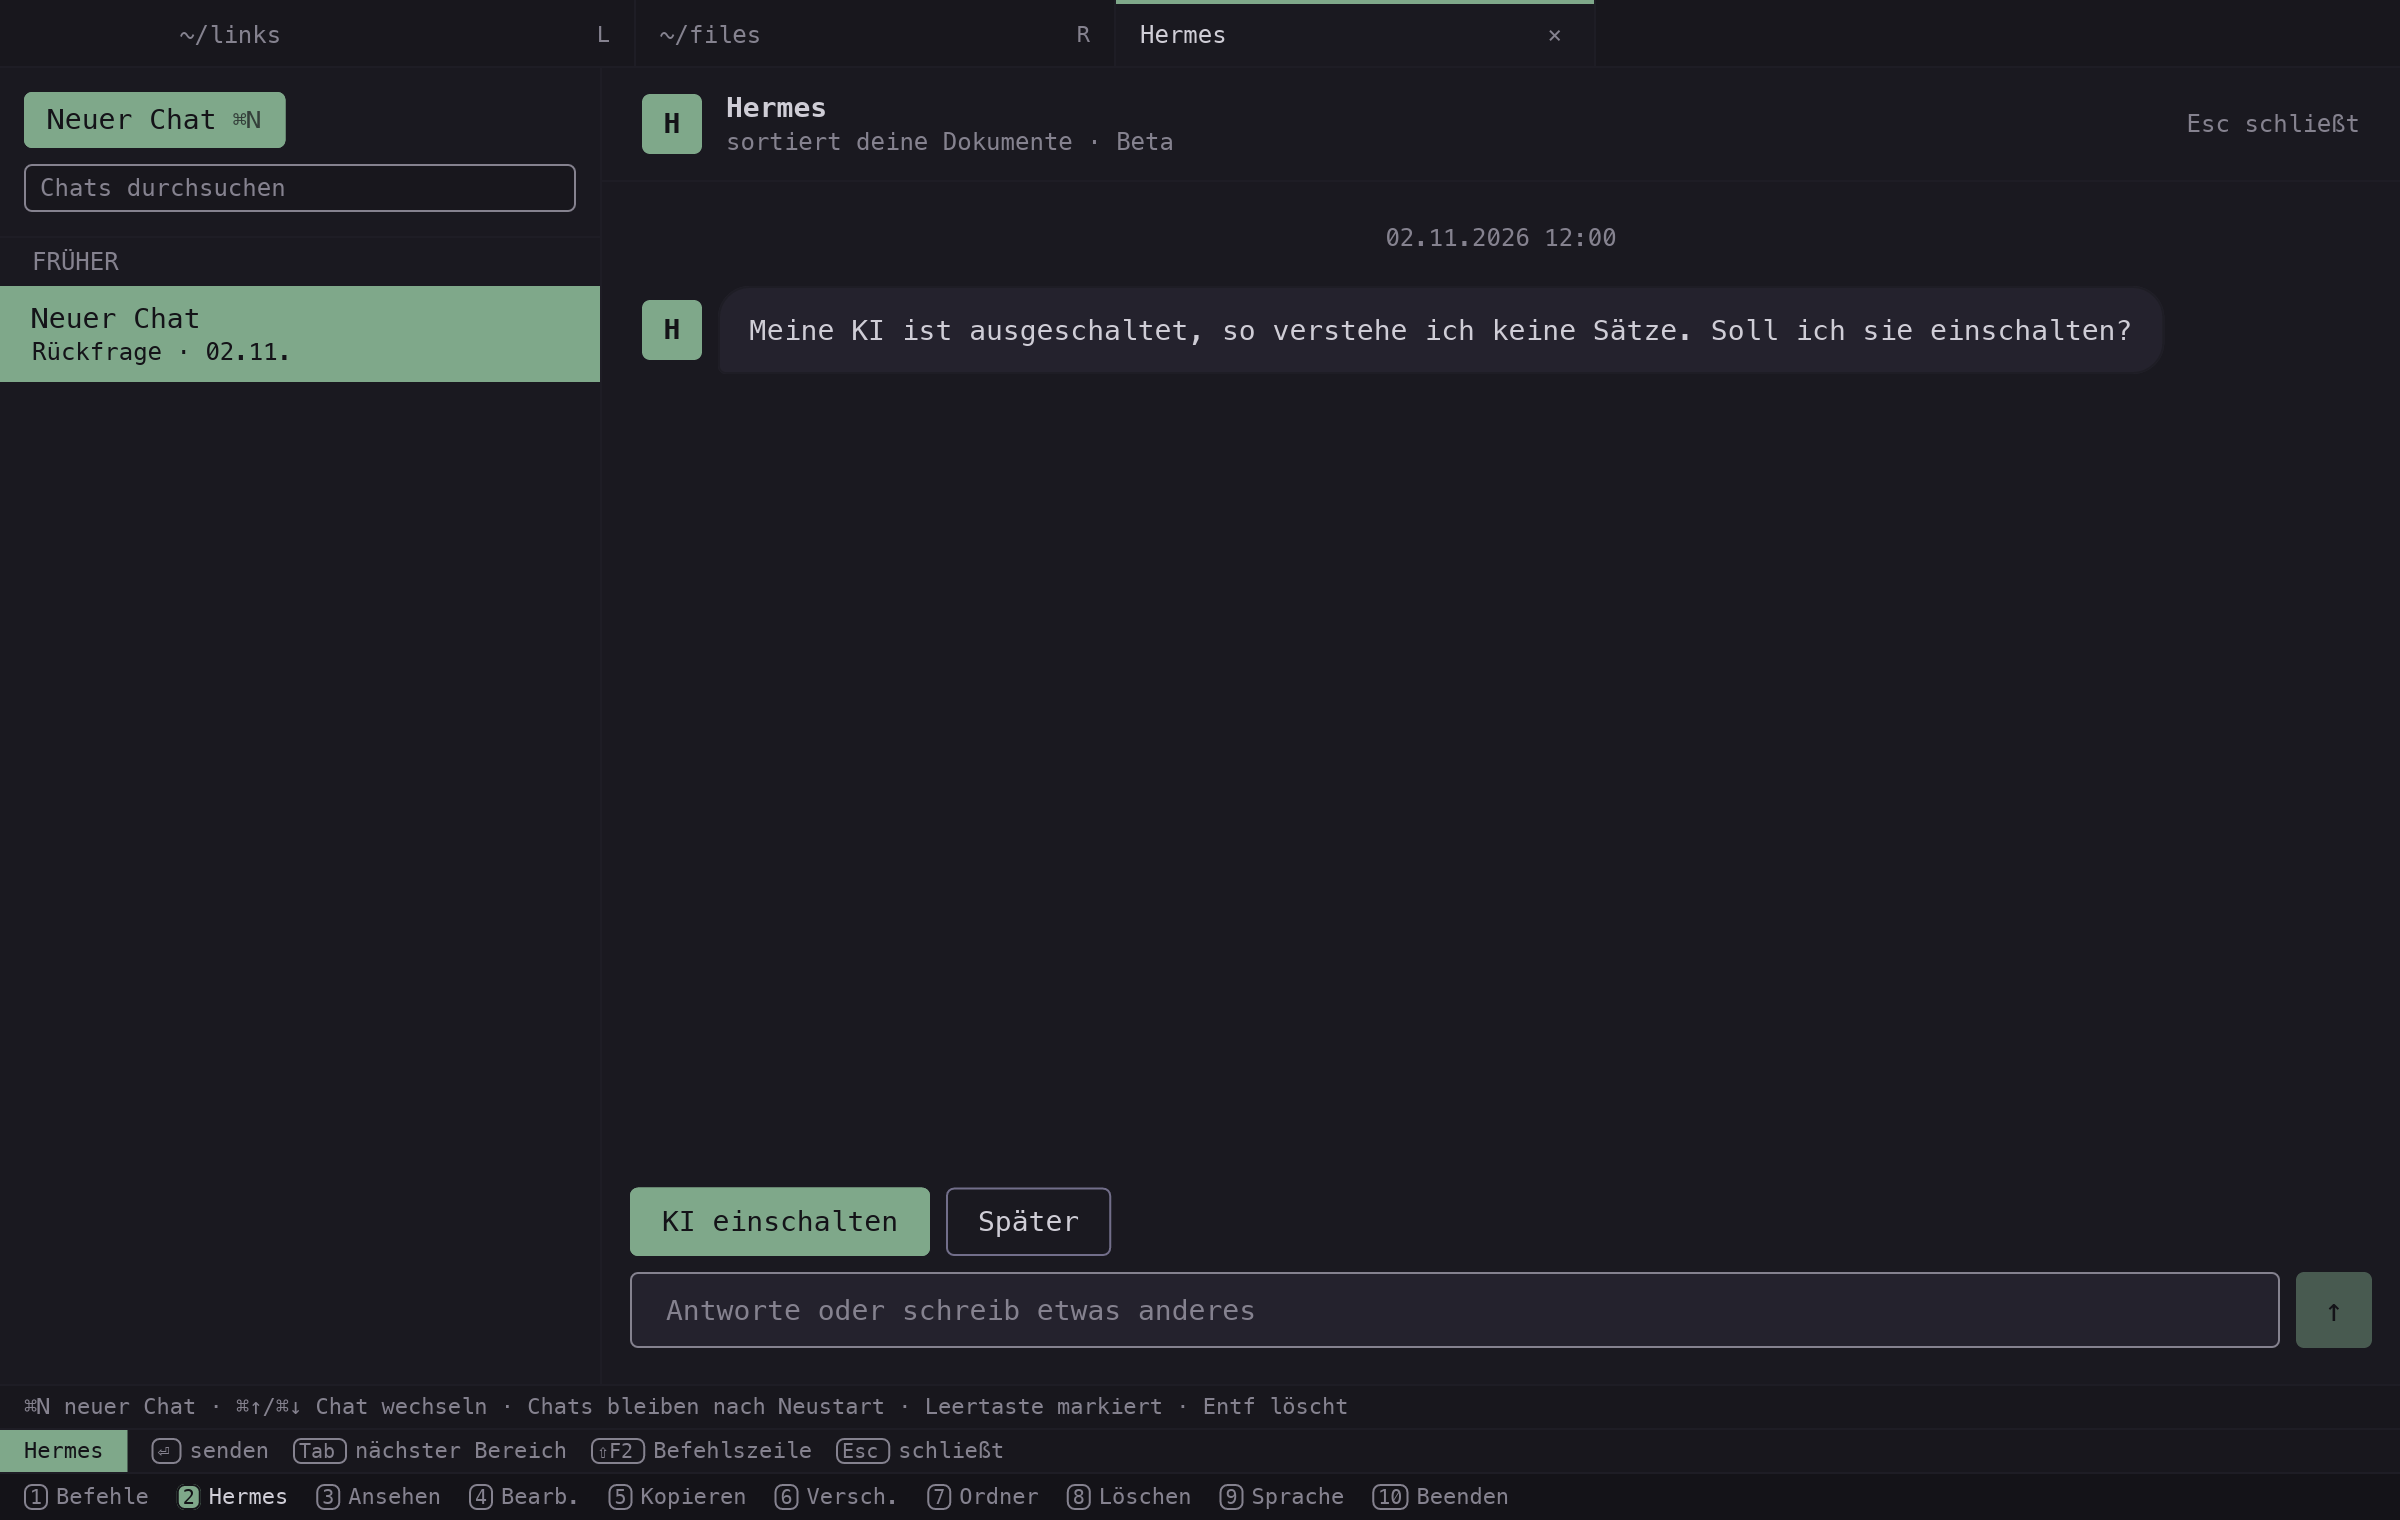 ~/links L ~/files R Hermes ×
Neuer Chat ⌘N
Chats durchsuchen
FRÜHER
Neuer Chat
Rückfrage · 02.11.
H Hermes
sortiert deine Dokumente · Beta
Esc schließt
02.11.2026 12:00
H Meine KI ist ausgeschaltet, so verstehe ich keine Sätze. Soll ich sie einschalten?
KI einschalten Später
Antworte oder schreib etwas anderes ↑
⌘N neuer Chat · ⌘↑/⌘↓ Chat wechseln · Chats bleiben nach Neustart · Leertaste markiert · Entf löscht
Hermes ⏎ senden Tab nächster Bereich ⇧F2 Befehlszeile Esc schließt
1 Befehle 2 Hermes 3 Ansehen 4 Bearb. 5 Kopieren 6 Versch. 7 Ordner 8 Löschen 9 Sprache 10 Beenden